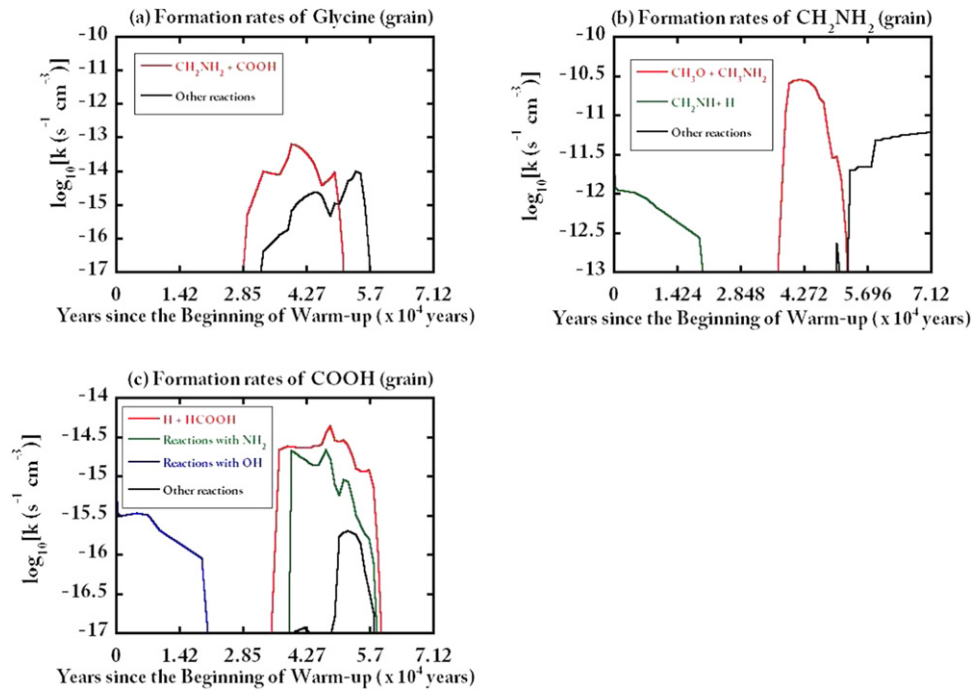 (a) Formation rates of Glycine (grain)
-10
-11
-12
-13
-14
-15
-16
-17
log₁₀[k (s⁻¹ cm⁻³)]
CH₂NH₂ + COOH
Other reactions
0 1.42 2.85 4.27 5.7 7.12
Years since the Beginning of Warm-up (x 10⁴ years)
(b) Formation rates of CH₂NH₂ (grain)
-10
-10.5
-11
-11.5
-12
-12.5
-13
log₁₀[k (s⁻¹ cm⁻³)]
CH₃O + CH₃NH₂
CH₂NH+ H
Other reactions
0 1.424 2.848 4.272 5.696 7.12
Years since the Beginning of Warm-up (x 10⁴ years)
(c) Formation rates of COOH (grain)
-14
-14.5
-15
-15.5
-16
-16.5
-17
log₁₀[k (s⁻¹ cm⁻³)]
H + HCOOH
Reactions with NH₂
Reactions with OH
Other reactions
0 1.42 2.85 4.27 5.7 7.12
Years since the Beginning of Warm-up (x 10⁴ years)